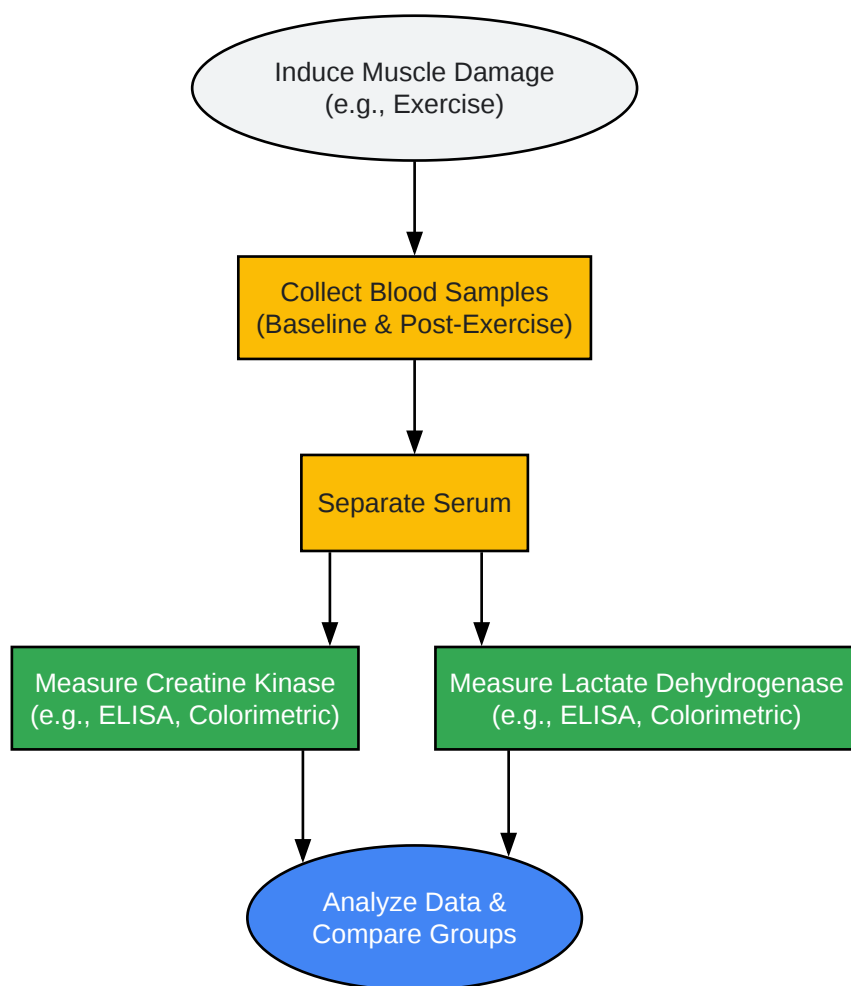 Induce Muscle Damage
(e.g., Exercise)
Collect Blood Samples
(Baseline & Post-Exercise)
Separate Serum
Measure Creatine Kinase
(e.g., ELISA, Colorimetric)
Measure Lactate Dehydrogenase
(e.g., ELISA, Colorimetric)
Analyze Data &
Compare Groups